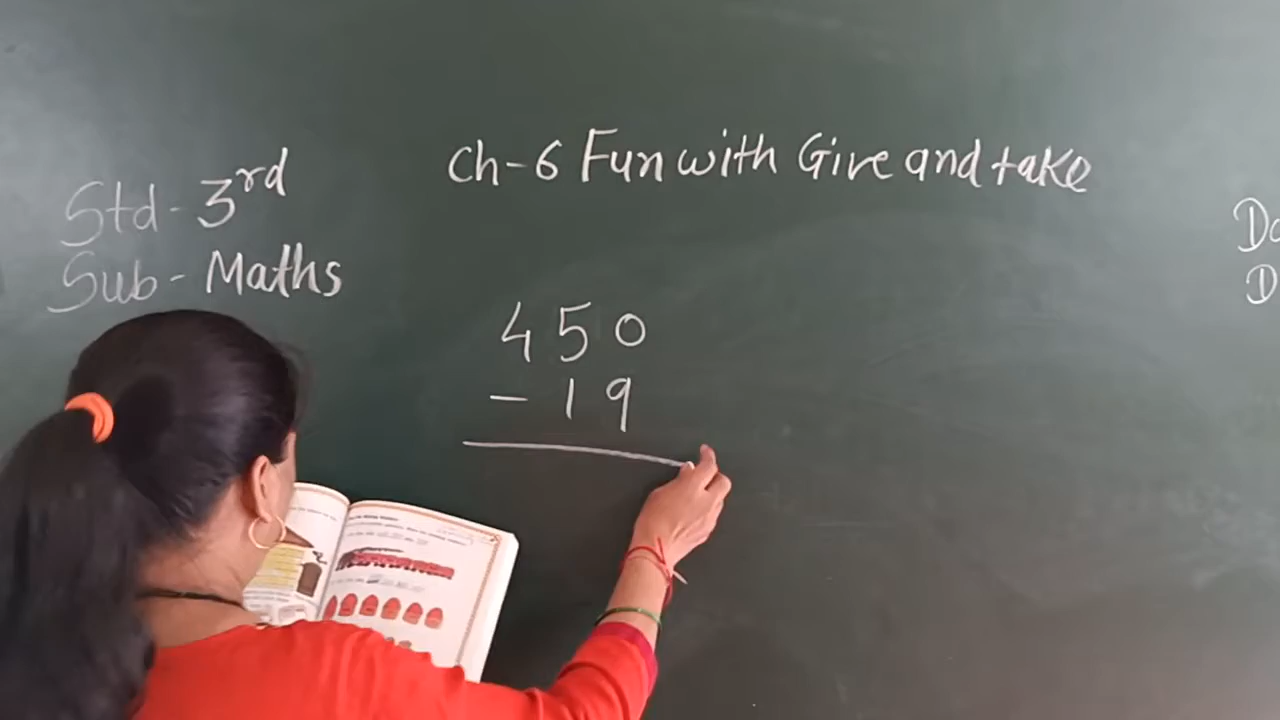 Ch-6 Fun with Give and take
Std- 3rd
Sub- Maths
450
- 19